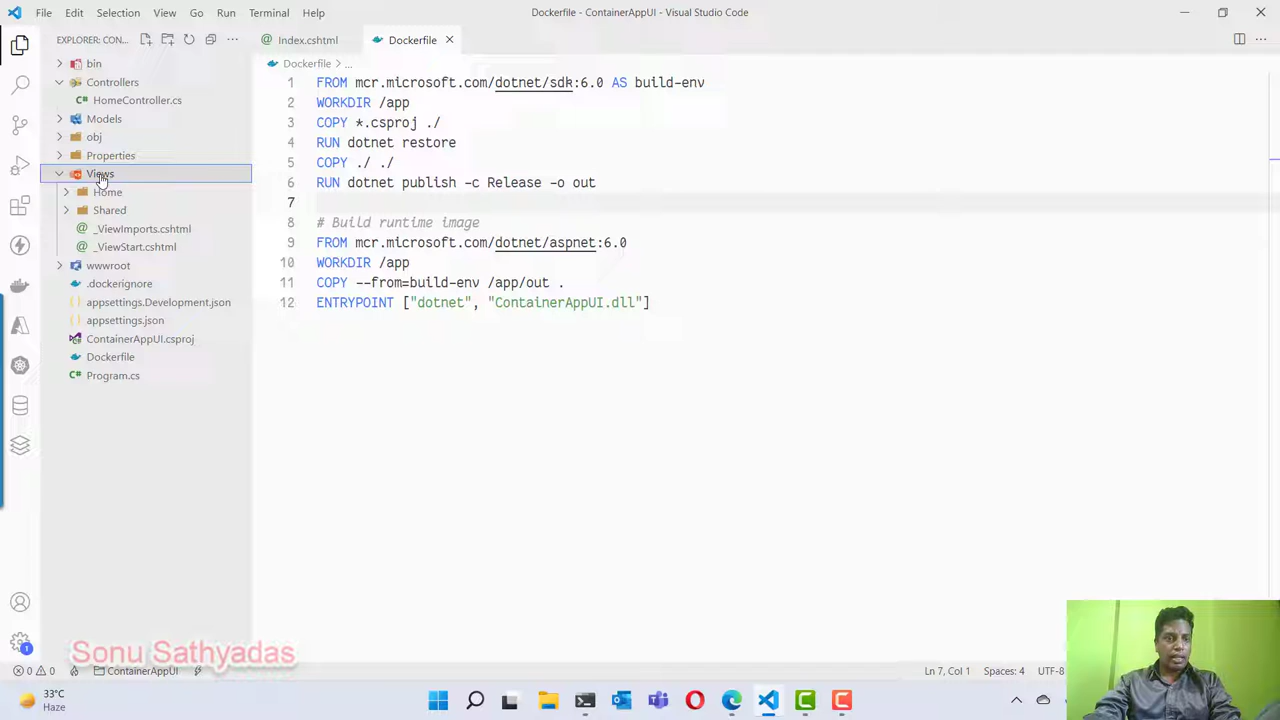 File Edit Selection View Go Run Terminal Help
Dockerfile - ContainerAppUI - Visual Studio Code
EXPLORER: CON...
Index.cshtml
Dockerfile
bin
Controllers
HomeController.cs
Models
obj
Properties
Views
Home
Shared
_ViewImports.cshtml
_ViewStart.cshtml
wwwroot
.dockerignore
appsettings.Development.json
appsettings.json
ContainerAppUI.csproj
Dockerfile
Program.cs
Dockerfile > ...
1 FROM mcr.microsoft.com/dotnet/sdk:6.0 AS build-env
2 WORKDIR /app
3 COPY *.csproj ./
4 RUN dotnet restore
5 COPY ./ ./
6 RUN dotnet publish -c Release -o out
7
8 # Build runtime image
9 FROM mcr.microsoft.com/dotnet/aspnet:6.0
10 WORKDIR /app
11 COPY --from=build-env /app/out .
12 ENTRYPOINT ["dotnet", "ContainerAppUI.dll"]
1
Sonu Sathyadas
0 0 ContainerAppUI
Ln 7, Col 1 Spaces: 4 UTF-8
33°C
Haze